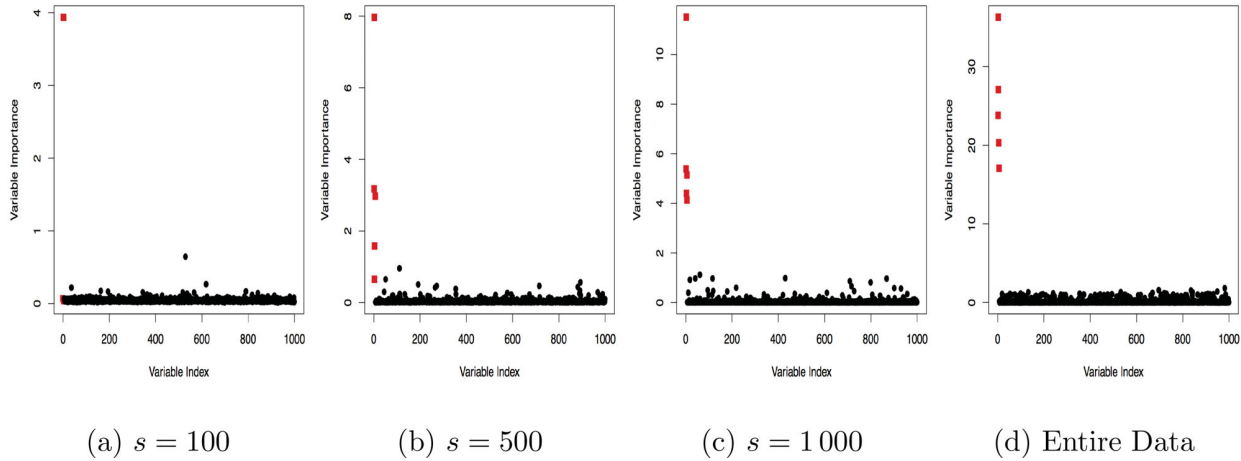 4
3
2
1
0
Variable Importance
0 200 400 600 800 1000
Variable Index
(a) s = 100
8
6
4
2
0
Variable Importance
0 200 400 600 800 1000
Variable Index
(b) s = 500
10
8
6
4
2
0
Variable Importance
0 200 400 600 800 1000
Variable Index
(c) s = 1 000
30
20
10
0
Variable Importance
0 200 400 600 800 1000
Variable Index
(d) Entire Data